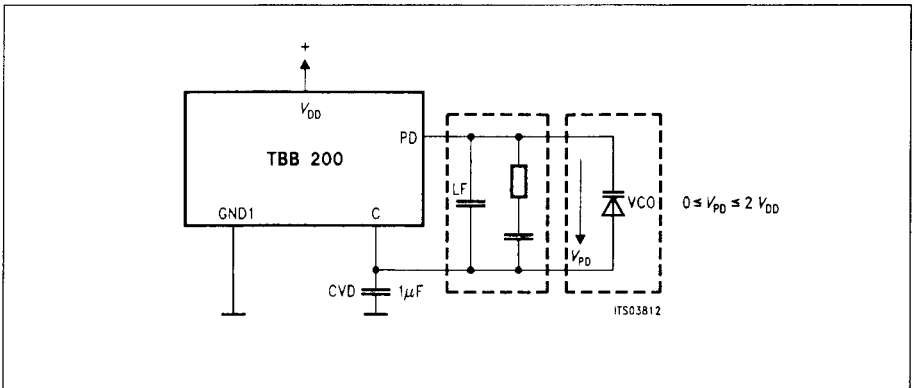 +
V_DD
PD
TBB 200
GND1
C
LF
VCO
V_PD
0 ≤ V_PD ≤ 2 V_DD
CVD
1µF
ITS03812